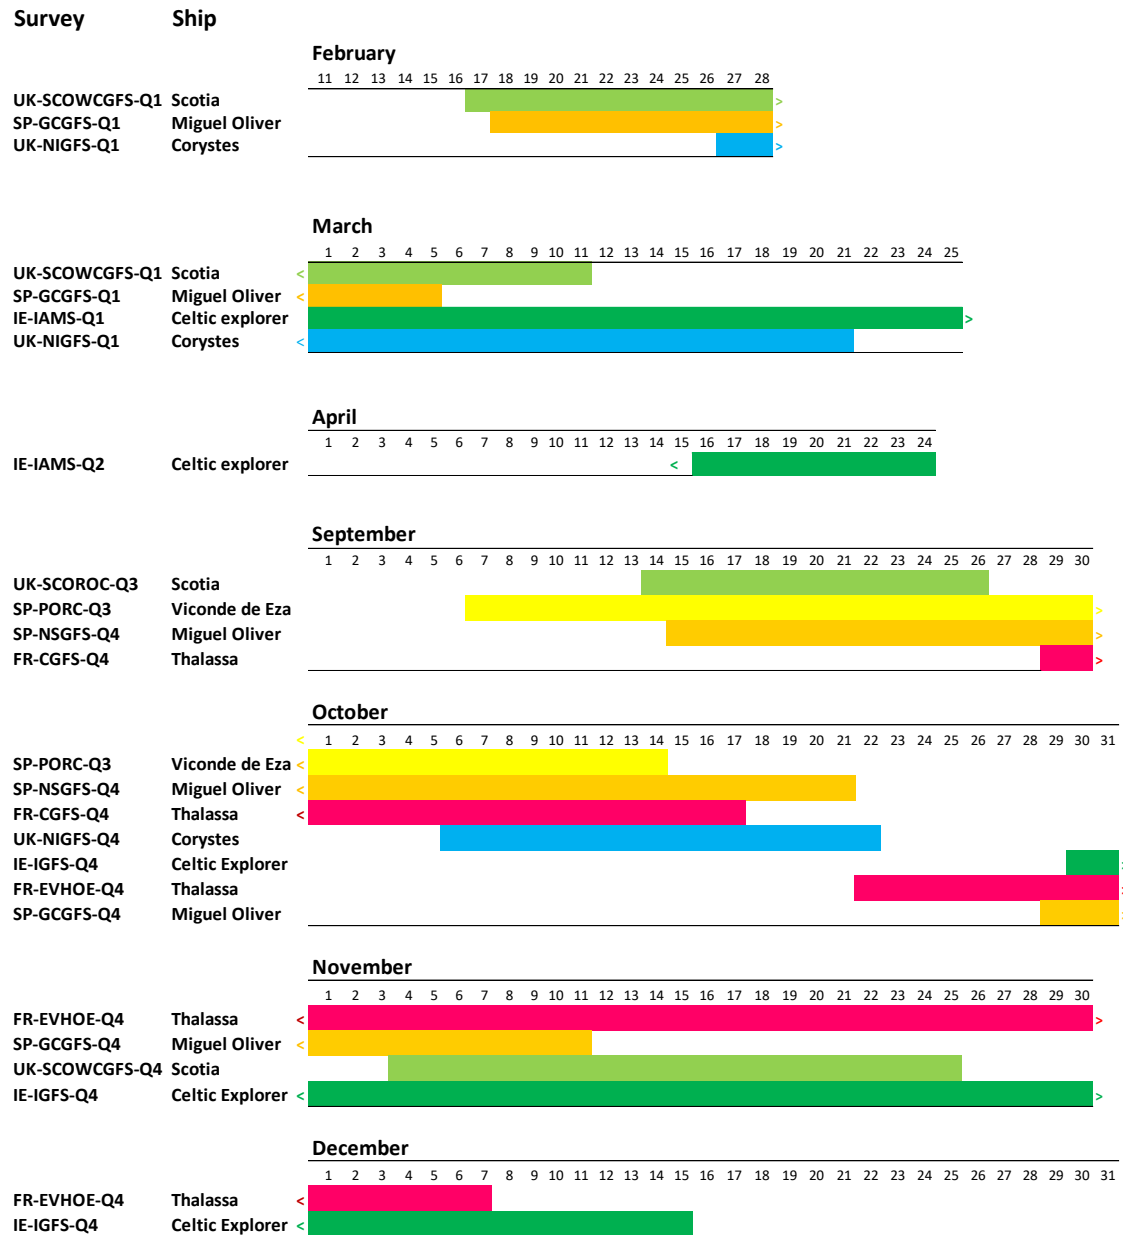 Survey Ship
February
11 12 13 14 15 16 17 18 19 20 21 22 23 24 25 26 27 28
UK-SCOWCGFS-Q1 Scotia >
SP-GCGFS-Q1 Miguel Oliver >
UK-NIGFS-Q1 Corystes >
March
1 2 3 4 5 6 7 8 9 10 11 12 13 14 15 16 17 18 19 20 21 22 23 24 25
UK-SCOWCGFS-Q1 Scotia <
SP-GCGFS-Q1 Miguel Oliver <
IE-IAMS-Q1 Celtic explorer >
UK-NIGFS-Q1 Corystes <
April
1 2 3 4 5 6 7 8 9 10 11 12 13 14 15 16 17 18 19 20 21 22 23 24
IE-IAMS-Q2 Celtic explorer <
September
1 2 3 4 5 6 7 8 9 10 11 12 13 14 15 16 17 18 19 20 21 22 23 24 25 26 27 28 29 30
UK-SCOROC-Q3 Scotia
SP-PORC-Q3 Viconde de Eza >
SP-NSGFS-Q4 Miguel Oliver >
FR-CGFS-Q4 Thalassa >
October
< 1 2 3 4 5 6 7 8 9 10 11 12 13 14 15 16 17 18 19 20 21 22 23 24 25 26 27 28 29 30 31
SP-PORC-Q3 Viconde de Eza <
SP-NSGFS-Q4 Miguel Oliver <
FR-CGFS-Q4 Thalassa <
UK-NIGFS-Q4 Corystes
IE-IGFS-Q4 Celtic Explorer >
FR-EVHOE-Q4 Thalassa >
SP-GCGFS-Q4 Miguel Oliver >
November
1 2 3 4 5 6 7 8 9 10 11 12 13 14 15 16 17 18 19 20 21 22 23 24 25 26 27 28 29 30
FR-EVHOE-Q4 Thalassa < >
SP-GCGFS-Q4 Miguel Oliver <
UK-SCOWCGFS-Q4 Scotia
IE-IGFS-Q4 Celtic Explorer < >
December
1 2 3 4 5 6 7 8 9 10 11 12 13 14 15 16 17 18 19 20 21 22 23 24 25 26 27 28 29 30 31
FR-EVHOE-Q4 Thalassa <
IE-IGFS-Q4 Celtic Explorer <